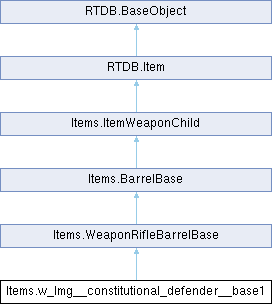 RTDB.BaseObject
RTDB.Item
Items.ItemWeaponChild
Items.BarrelBase
Items.WeaponRifleBarrelBase
Items.w_lmg__constitutional_defender__base1